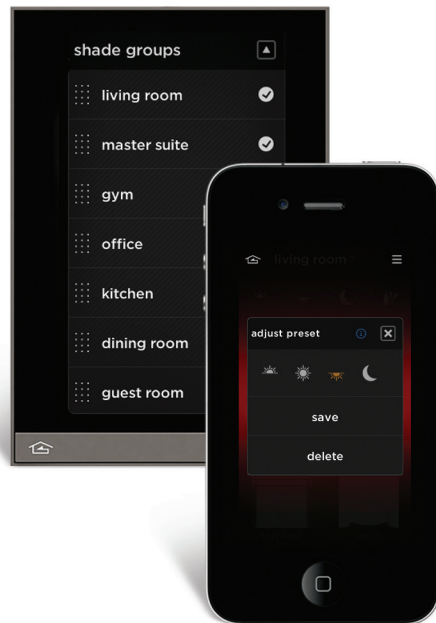 shade groups
living room
master suite
gym
office
kitchen
dining room
guest room
living room
adjust preset
save
delete